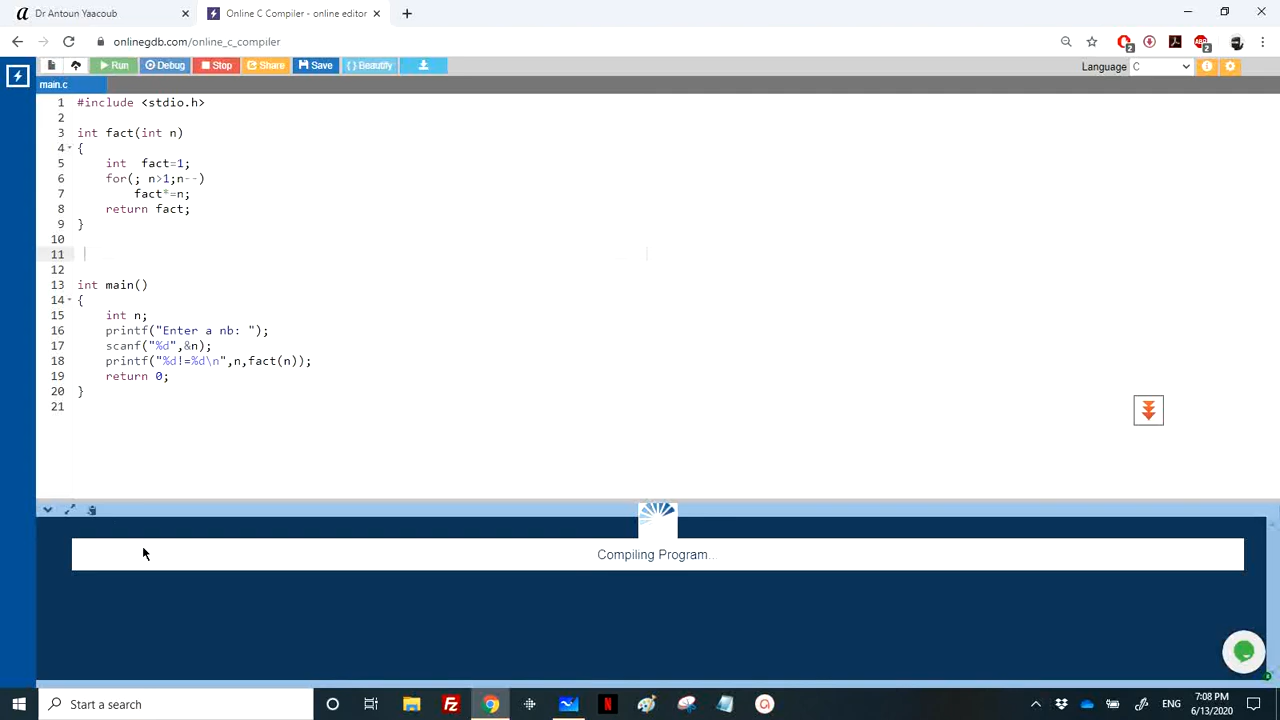 Dr Antoun Yaacoub
Online C Compiler - online editor
onlinegdb.com/online_c_compiler
2
2
Run
Debug
Stop
Share
Save
{ } Beautify
Language
C
main.c
1 #include <stdio.h>
2
3 int fact(int n)
4 {
5 int  fact=1;
6 for(; n>1;n--)
7 fact*=n;
8 return fact;
9 }
10
11
12
13 int main()
14 {
15 int n;
16 printf("Enter a nb: ");
17 scanf("%d",&n);
18 printf("%d!=%d\n",n,fact(n));
19 return 0;
20 }
21
Compiling Program...
Start a search
ENG
7:08 PM
6/13/2020